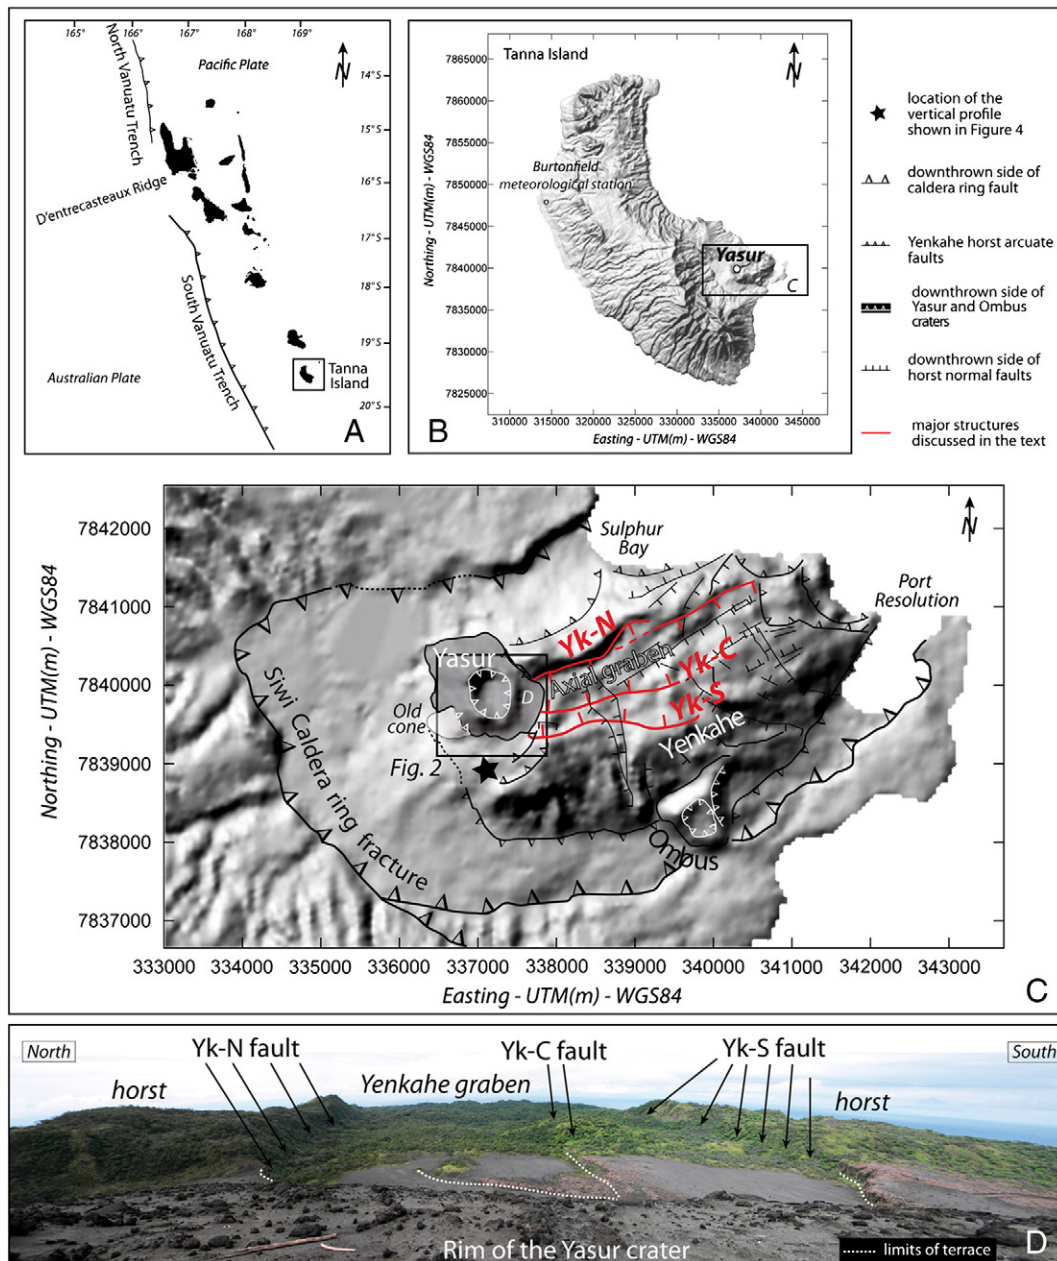 165°
166°
167°
168°
169°
North Vanuatu Trench
Pacific Plate
N
14°S
15°S
16°S
17°S
18°S
19°S
20°S
D'entrecasteaux Ridge
South Vanuatu Trench
Australian Plate
Tanna
Island
A
Tanna Island
N
7865000
7860000
7855000
7850000
7845000
7840000
7835000
7830000
7825000
Northing - UTM(m) - WGS84
Burtonfield
meteorological station
Yasur
C
B
310000 315000 320000 325000 330000 335000 340000 345000
Easting - UTM(m) - WGS84
location of the
vertical profile
shown in Figure 4
downthrown side of
caldera ring fault
Yenkahe horst arcuate
faults
downthrown side of
Yasur and Ombus
craters
downthrown side of
horst normal faults
major structures
discussed in the text
7842000
7841000
7840000
7839000
7838000
7837000
Northing - UTM(m) - WGS84
Sulphur
Bay
N
Port
Resolution
Yk-N
Axial graben
Yk-C
Yk-S
Yasur
D
Old
cone
Fig. 2
Yenkahe
Ombus
Siwi Caldera ring fracture
333000 334000 335000 336000 337000 338000 339000 340000 341000 342000 343000
Easting - UTM(m) - WGS84
C
North
Yk-N fault
Yk-C fault
Yk-S fault
South
horst
Yenkahe graben
horst
Rim of the Yasur crater
limits of terrace
D